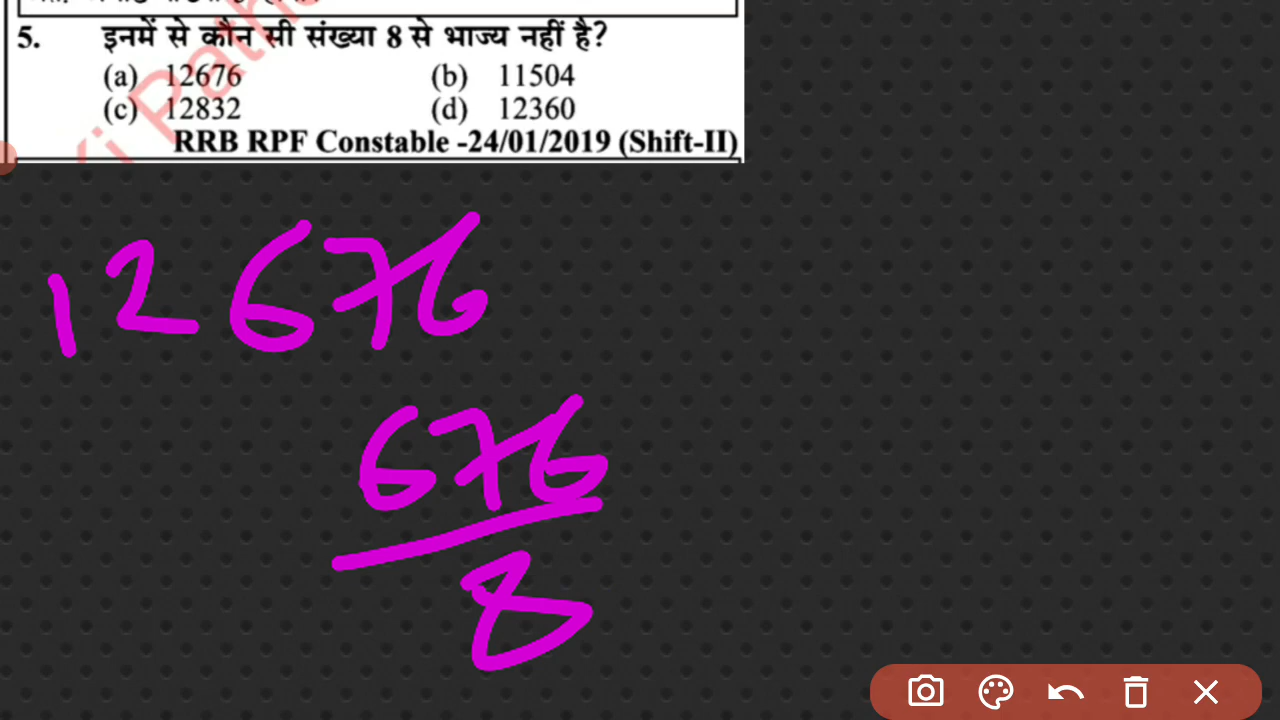 5. इनमें से कौन सी संख्या 8 से भाज्य नहीं है?
(a) 12676 (b) 11504
(c) 12832 (d) 12360
RRB RPF Constable -24/01/2019 (Shift-II)
12676
676
8